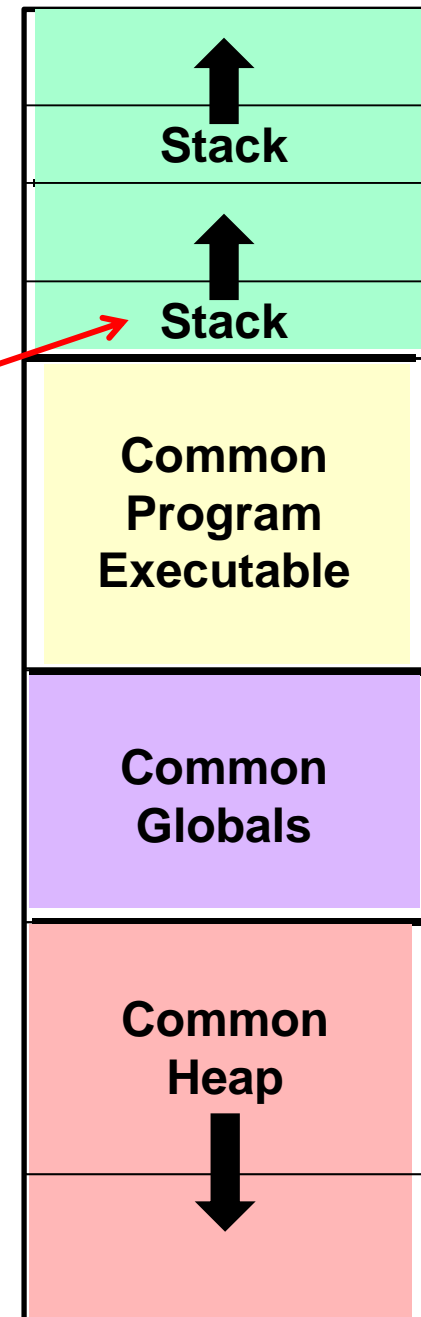 Stack
Stack
Common
Program
Executable
Common
Globals
Common
Heap